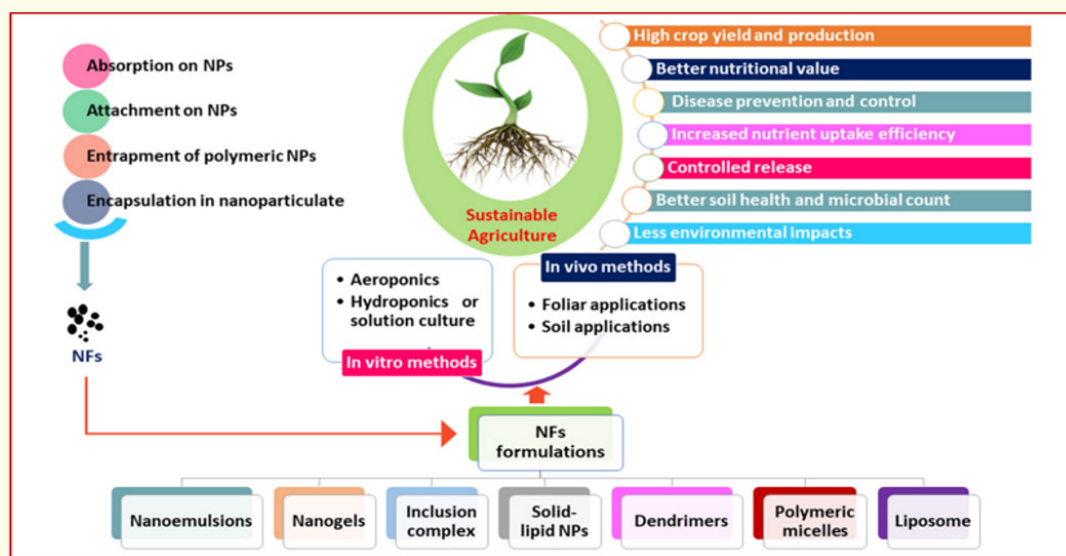 Absorption on NPs
Attachment on NPs
Entrapment of polymeric NPs
Encapsulation in nanoparticulate
NFs
Sustainable
Agriculture
High crop yield and production
Better nutritional value
Disease prevention and control
Increased nutrient uptake efficiency
Controlled release
Better soil health and microbial count
Less environmental impacts
• Aeroponics
• Hydroponics or
solution culture
In vitro methods
In vivo methods
• Foliar applications
• Soil applications
NFs
formulations
Nanoemulsions
Nanogels
Inclusion
complex
Solid-
lipid NPs
Dendrimers
Polymeric
micelles
Liposome